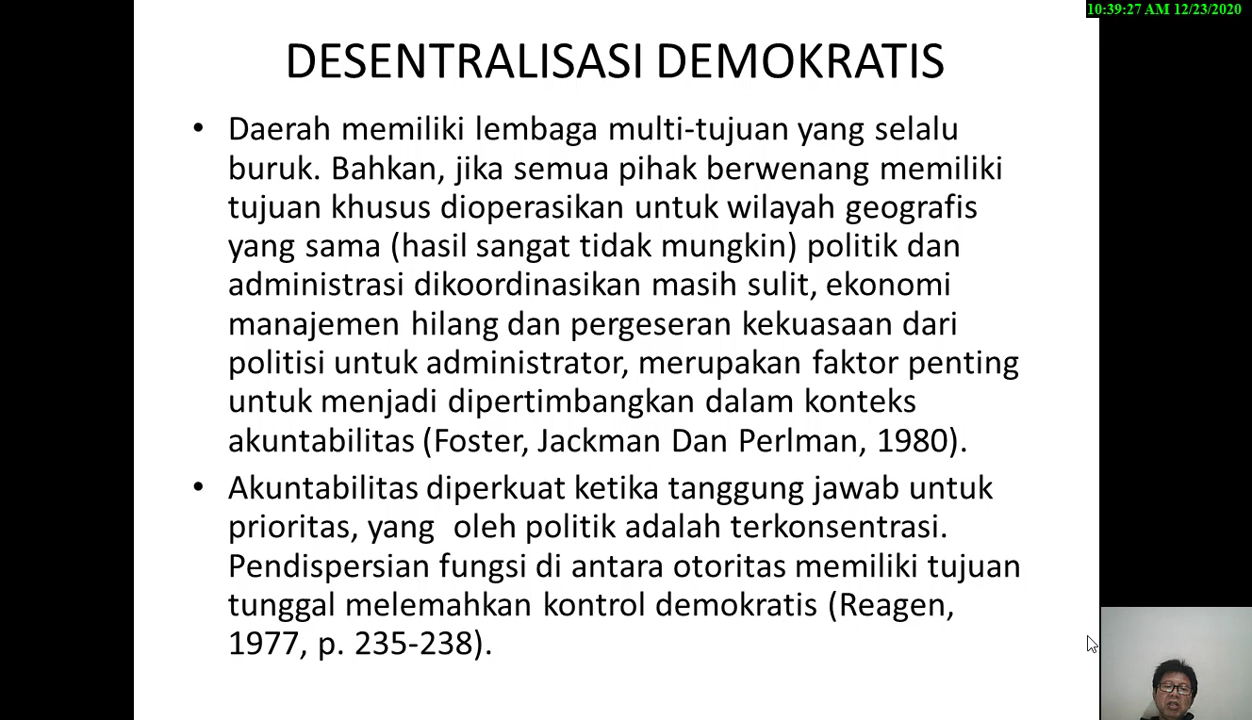 10:39:27 AM 12/23/2020
DESENTRALISASI DEMOKRATIS
• Daerah memiliki lembaga multi-tujuan yang selalu
buruk. Bahkan, jika semua pihak berwenang memiliki
tujuan khusus dioperasikan untuk wilayah geografis
yang sama (hasil sangat tidak mungkin) politik dan
administrasi dikoordinasikan masih sulit, ekonomi
manajemen hilang dan pergeseran kekuasaan dari
politisi untuk administrator, merupakan faktor penting
untuk menjadi dipertimbangkan dalam konteks
akuntabilitas (Foster, Jackman Dan Perlman, 1980).
• Akuntabilitas diperkuat ketika tanggung jawab untuk
prioritas, yang  oleh politik adalah terkonsentrasi.
Pendispersian fungsi di antara otoritas memiliki tujuan
tunggal melemahkan kontrol demokratis (Reagen,
1977, p. 235-238).